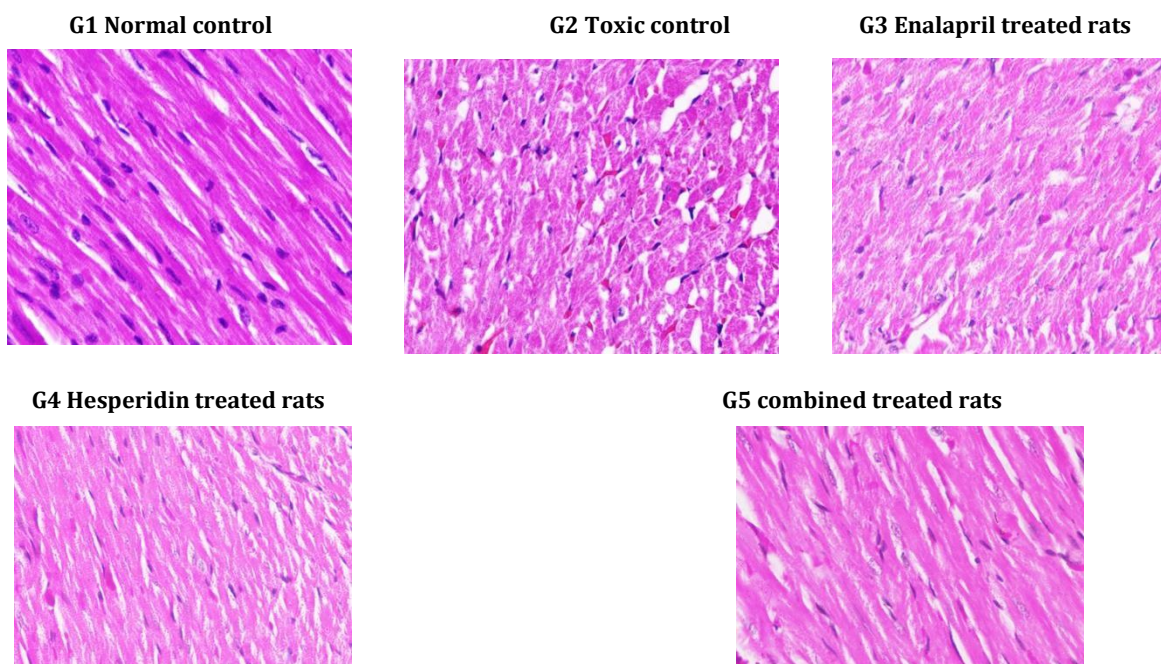 G1 Normal control
G2 Toxic control
G3 Enalapril treated rats
G4 Hesperidin treated rats
G5 combined treated rats